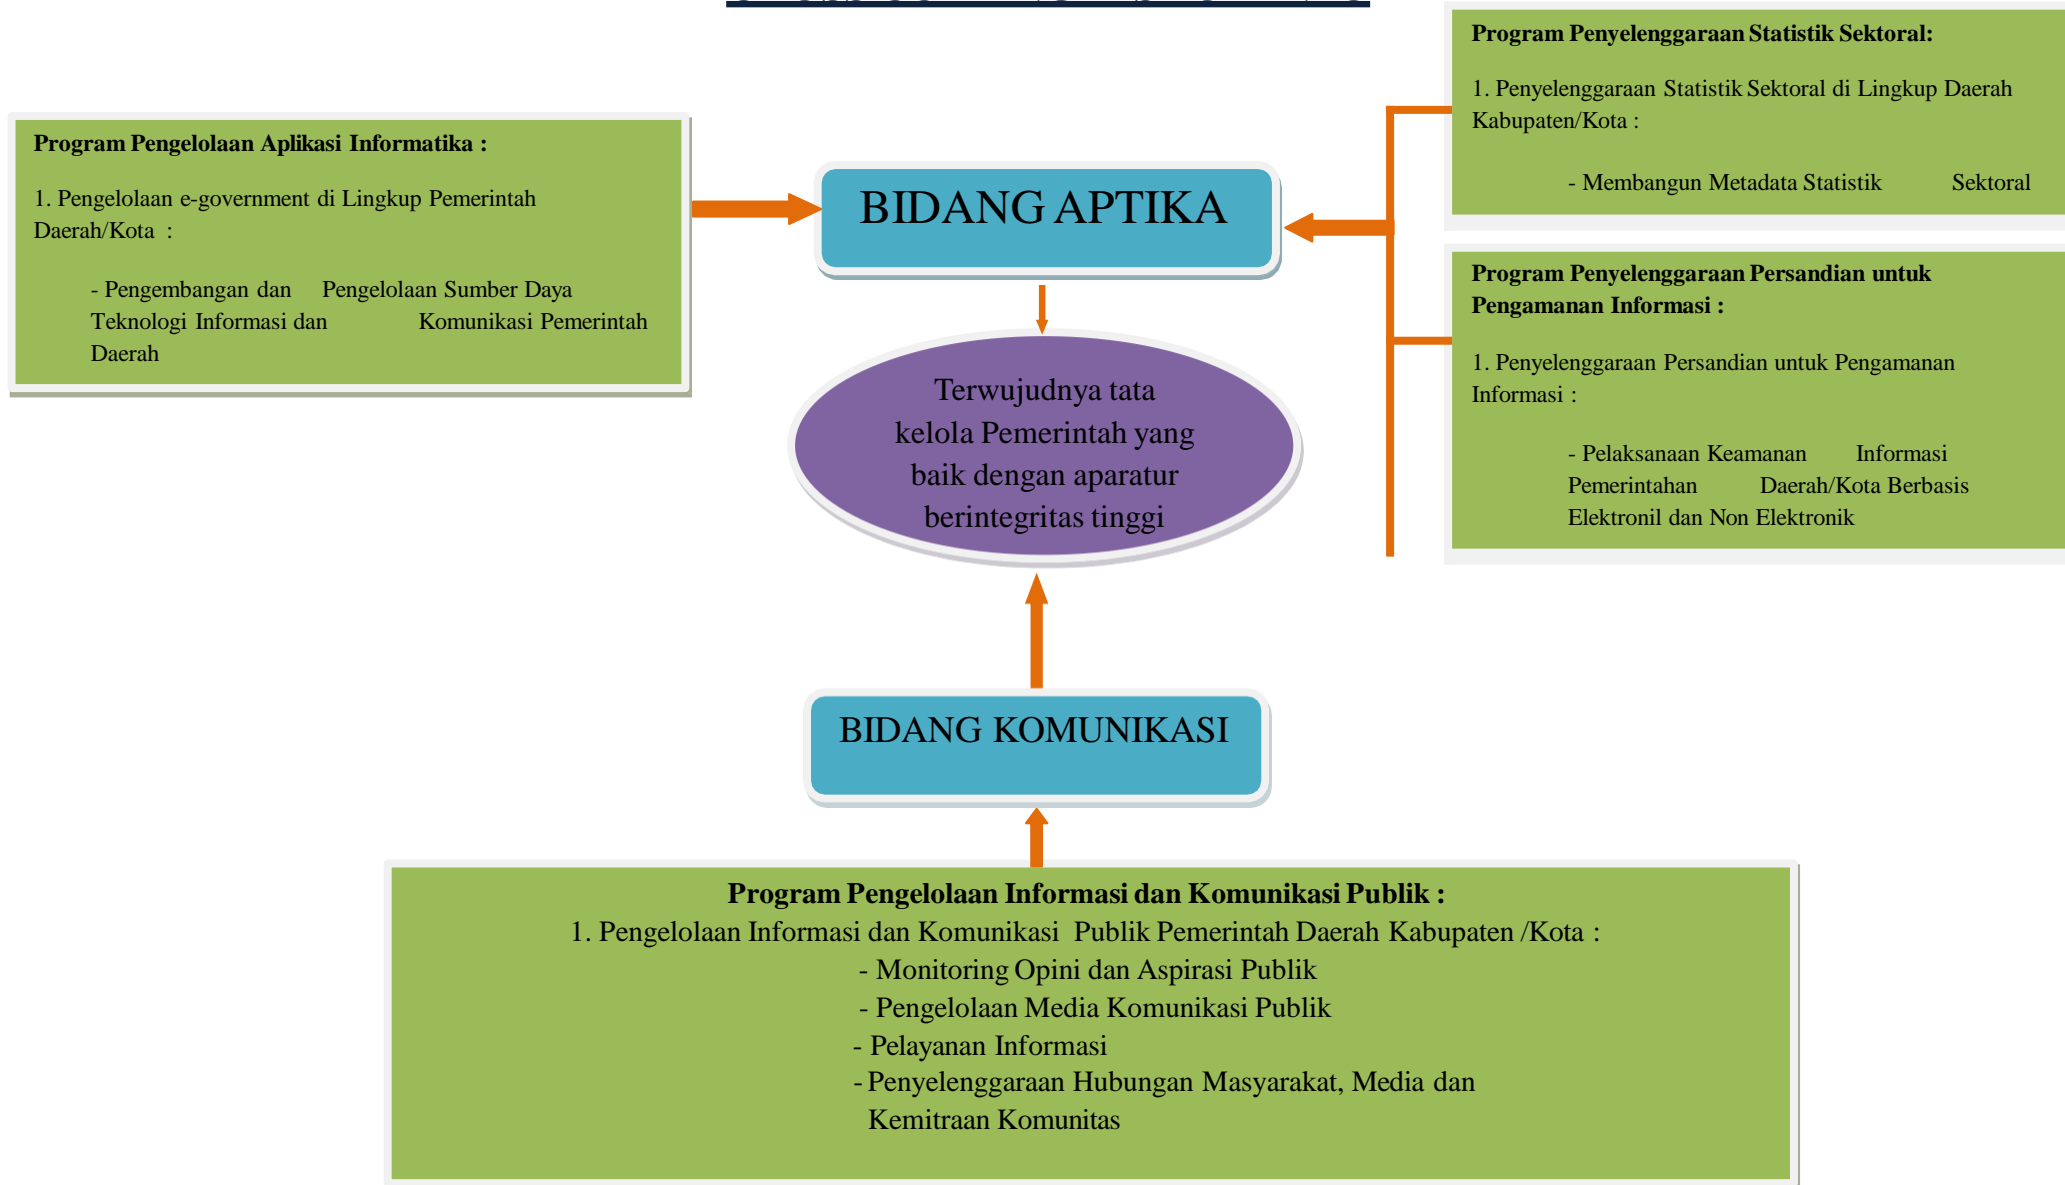 Program Penyelenggaraan Statistik Sektoral:
1. Penyelenggaraan Statistik Sektoral di Lingkup Daerah
Kabupaten/Kota :
- Membangun Metadata Statistik Sektoral
Program Pengelolaan Aplikasi Informatika :
1. Pengelolaan e-government di Lingkup Pemerintah
Daerah/Kota :
- Pengembangan dan Pengelolaan Sumber Daya
Teknologi Informasi dan Komunikasi Pemerintah
Daerah
BIDANG APTIKA
Program Penyelenggaraan Persandian untuk
Pengamanan Informasi :
1. Penyelenggaraan Persandian untuk Pengamanan
Informasi :
- Pelaksanaan Keamanan Informasi
Pemerintahan Daerah/Kota Berbasis
Elektronil dan Non Elektronik
Terwujudnya tata
kelola Pemerintah yang
baik dengan aparatur
berintegritas tinggi
BIDANG KOMUNIKASI
Program Pengelolaan Informasi dan Komunikasi Publik :
1. Pengelolaan Informasi dan Komunikasi Publik Pemerintah Daerah Kabupaten /Kota :
- Monitoring Opini dan Aspirasi Publik
- Pengelolaan Media Komunikasi Publik
- Pelayanan Informasi
- Penyelenggaraan Hubungan Masyarakat, Media dan
Kemitraan Komunitas